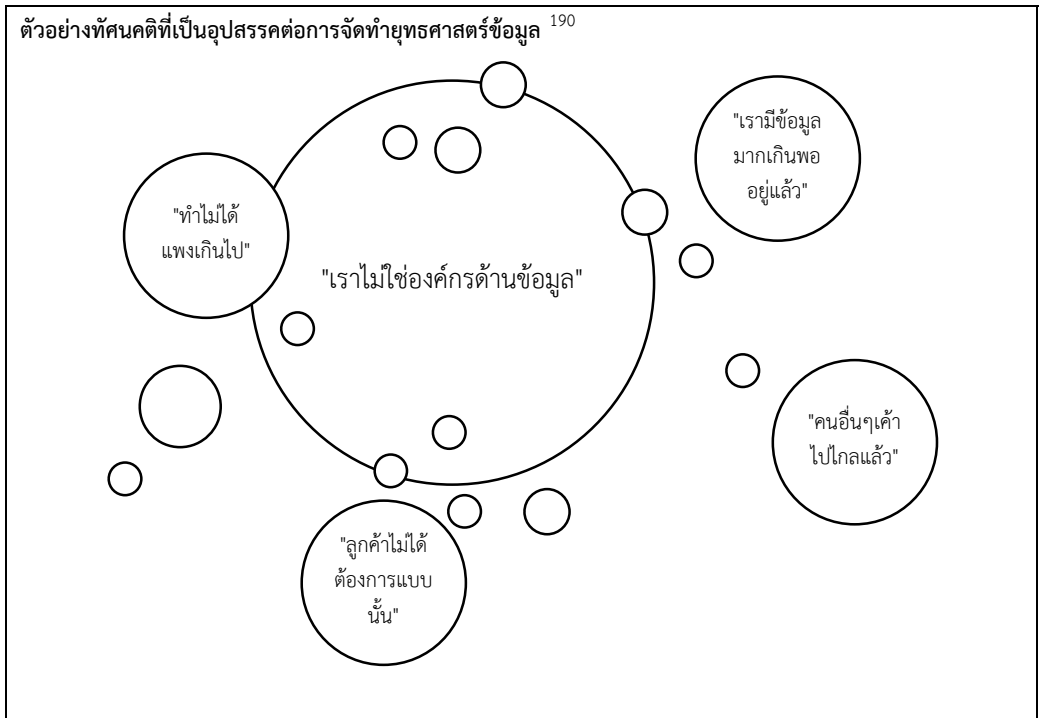 ตัวอย่างทัศนคติที่เป็นอุปสรรคต่อการจัดทำยุทธศาสตร์ข้อมูล 190
"เรามีข้อมูล
มากเกินพอ
อยู่แล้ว"
"ทำไม่ได้
แพงเกินไป"
"เราไม่ใช่องค์กรด้านข้อมูล"
"คนอื่นๆเค้า
ไปไกลแล้ว"
"ลูกค้าไม่ได้
ต้องการแบบ
นั้น"